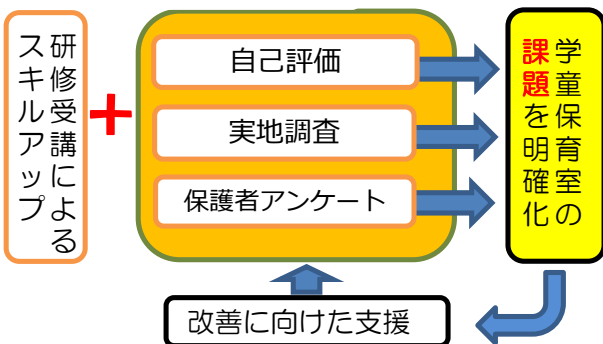 研修受講による
スキルアップ
+
自己評価
実地調査
保護者アンケート
学童保育室の
課題を明確化
改善に向けた支援